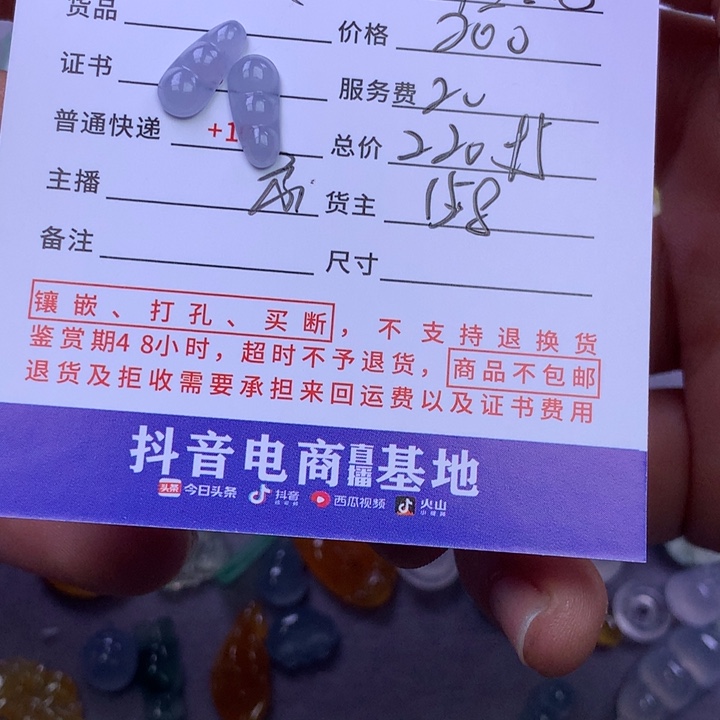 货品 价格 200
证书 服务费 20
普通快递 +1 总价 220
主播 货主 158
备注 尺寸
镶嵌、打孔、买断，不支持退换货
鉴赏期48小时，超时不予退货，商品不包邮
退货及拒收需要承担来回运费以及证书费用
抖音电商直播基地
头条 今日头条 抖音 西瓜视频 火山